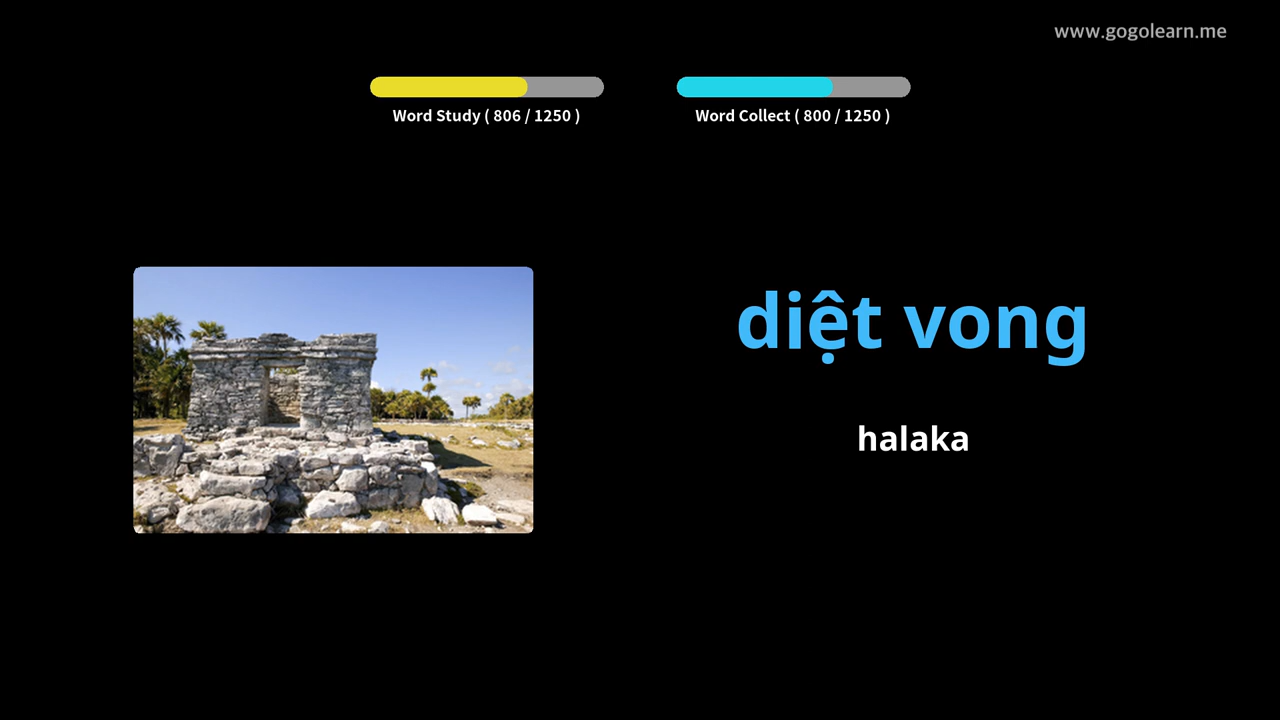 www.gogolearn.me
Word Study ( 806 / 1250 )
Word Collect ( 800 / 1250 )
diệt vong
halaka